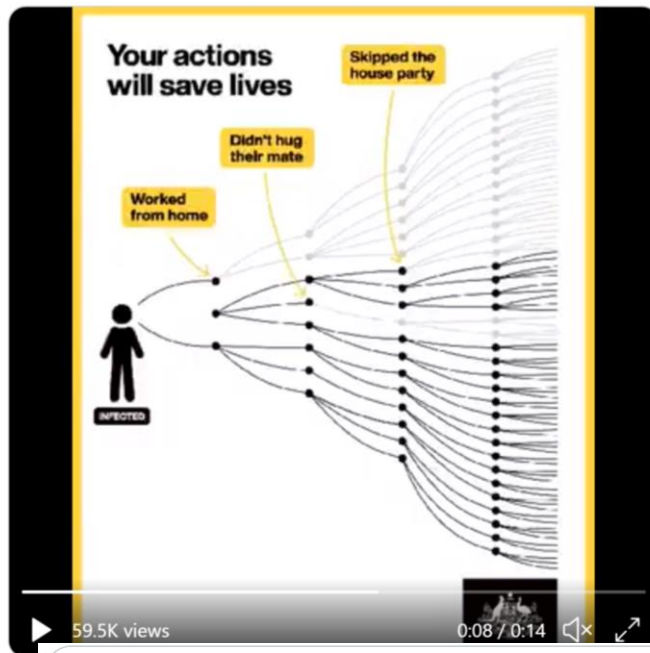 Your actions
will save lives
Skipped the
house party
Didn't hug
their mate
Worked
from home
INFECTED
59.5K views
0:08 / 0:14